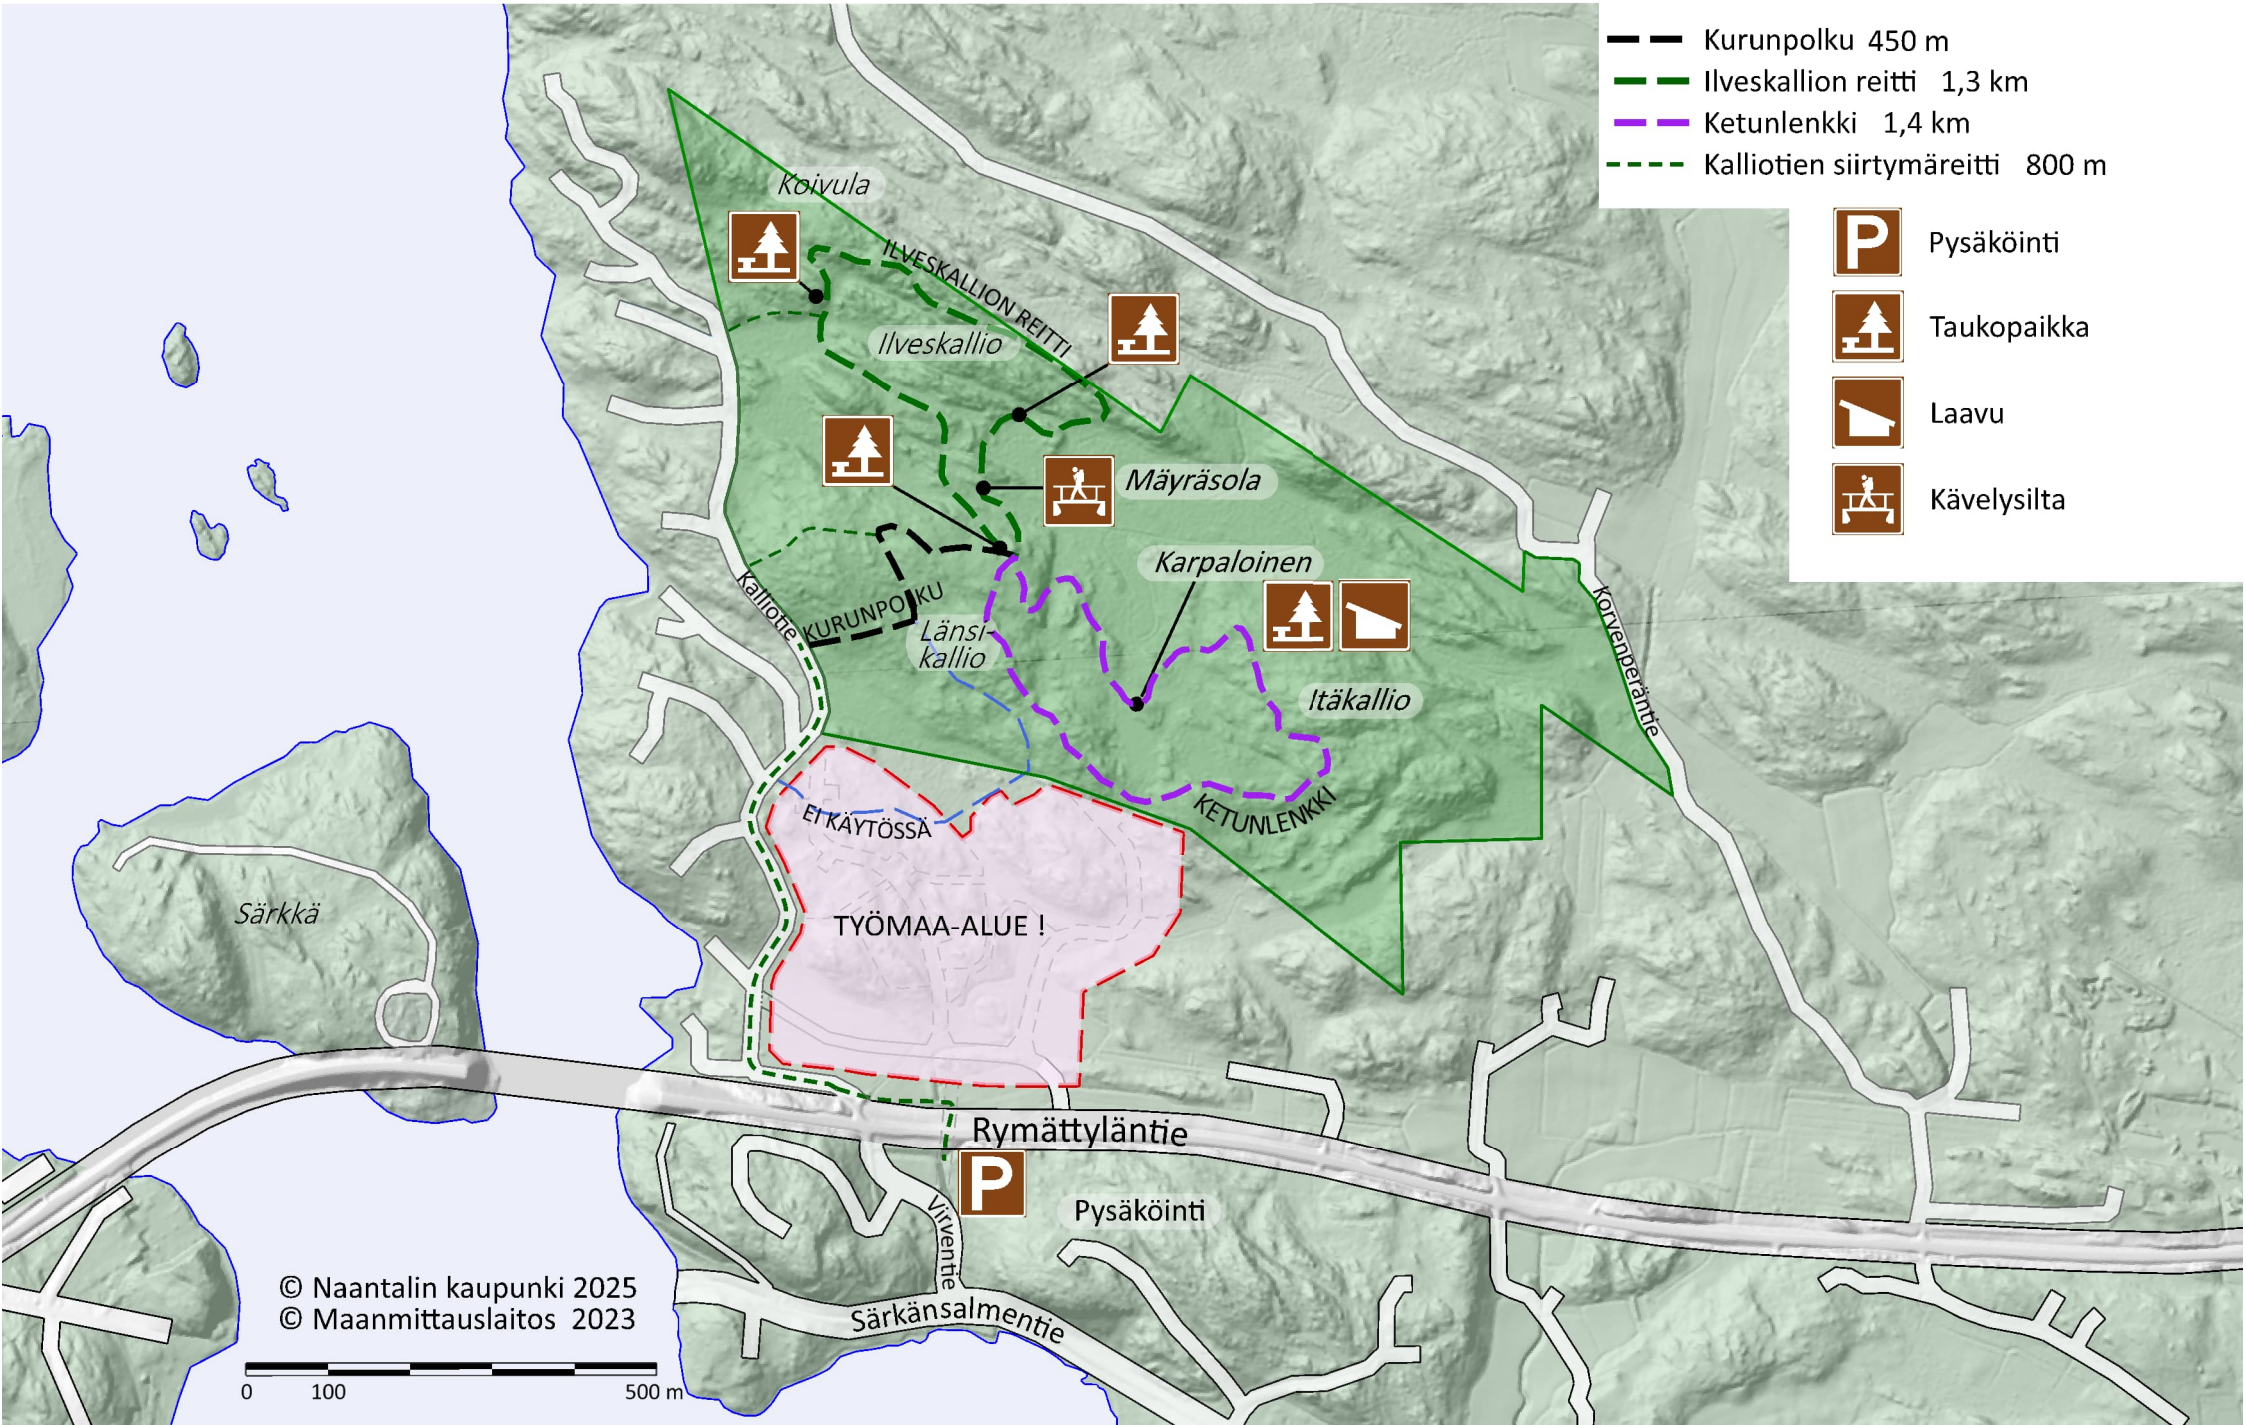 Kurunpolku 450 m
Ilveskallion reitti 1,3 km
Ketunlenkki 1,4 km
Kalliotien siirtymäreitti 800 m
P
Pysäköinti
Taukopaikka
Laavu
Kävelysilta
Koivula
ILVESKALLION REITTI
Ilveskallio
Mäyräsola
Karpaloinen
Kalliotie
KURUNPOLKU
Länsi-
kallio
Itäkallio
Korvenperäntie
KETUNLENKKI
EI KÄYTÖSSÄ
TYÖMAA-ALUE !
Särkkä
Rymättyläntie
P
Pysäköinti
Virventie
Särkänsalmentie
© Naantalin kaupunki 2025
© Maanmittauslaitos 2023
0 100 500 m